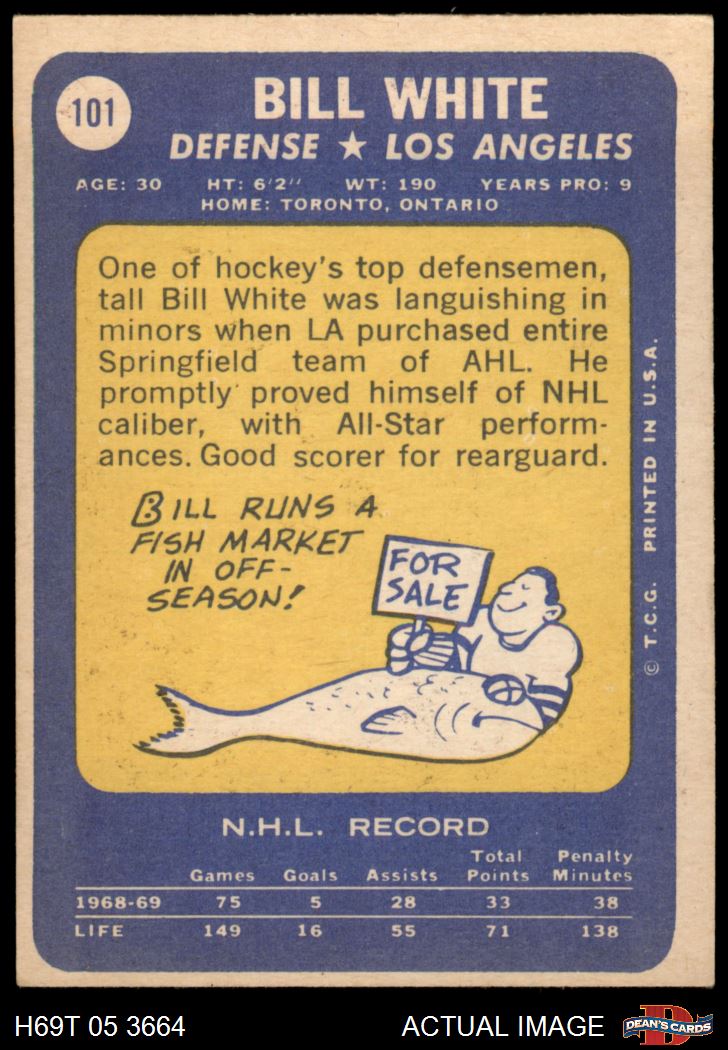 101
BILL WHITE
DEFENSE ★ LOS ANGELES
AGE: 30 HT: 6'2'' WT: 190 YEARS PRO: 9
HOME: TORONTO, ONTARIO
One of hockey's top defensemen,
tall Bill White was languishing in
minors when LA purchased entire
Springfield team of AHL. He
promptly proved himself of NHL
caliber, with All-Star perform-
ances. Good scorer for rearguard.
BILL RUNS A
FISH MARKET
IN OFF-
SEASON!
FOR
SALE
© T.C.G. PRINTED IN U.S.A.
N.H.L. RECORD
Total Penalty
Games Goals Assists Points Minutes
1968-69 75 5 28 33 38
LIFE 149 16 55 71 138
H69T 05 3664 ACTUAL IMAGE
D
DEAN'S CARDS